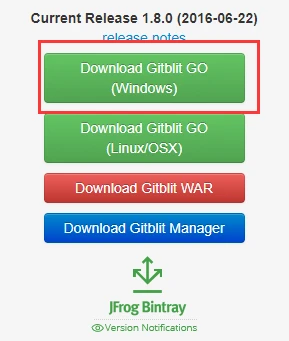 Current Release 1.8.0 (2016-06-22)
release notes
Download Gitblit GO
(Windows)
Download Gitblit GO
(Linux/OSX)
Download Gitblit WAR
Download Gitblit Manager
JFrog Bintray
Version Notifications